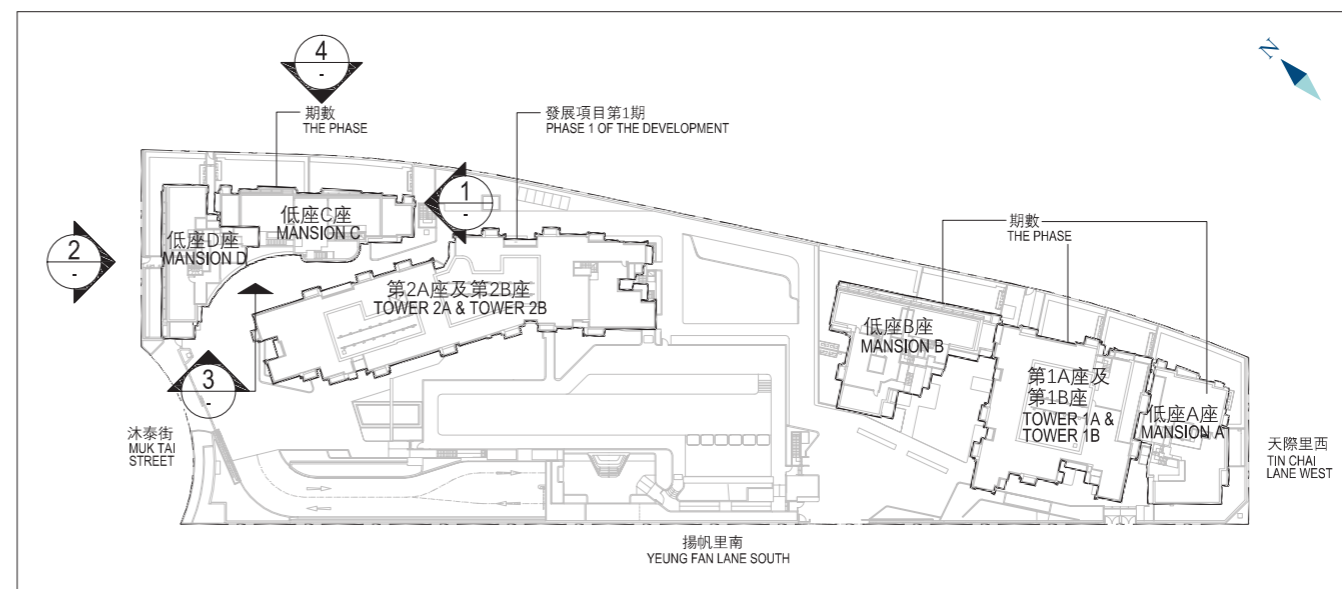 4
-
N
期數
THE PHASE
發展項目第1期
PHASE 1 OF THE DEVELOPMENT
1
-
低座C座
MANSION C
期數
THE PHASE
低座D座
MANSION D
2
-
第2A座及第2B座
TOWER 2A & TOWER 2B
低座B座
MANSION B
3
-
第1A座及
第1B座
TOWER 1A &
TOWER 1B
低座A座
MANSION A
沐泰街
MUK TAI
STREET
天際里西
TIN CHAI
LANE WEST
揚帆里南
YEUNG FAN LANE SOUTH